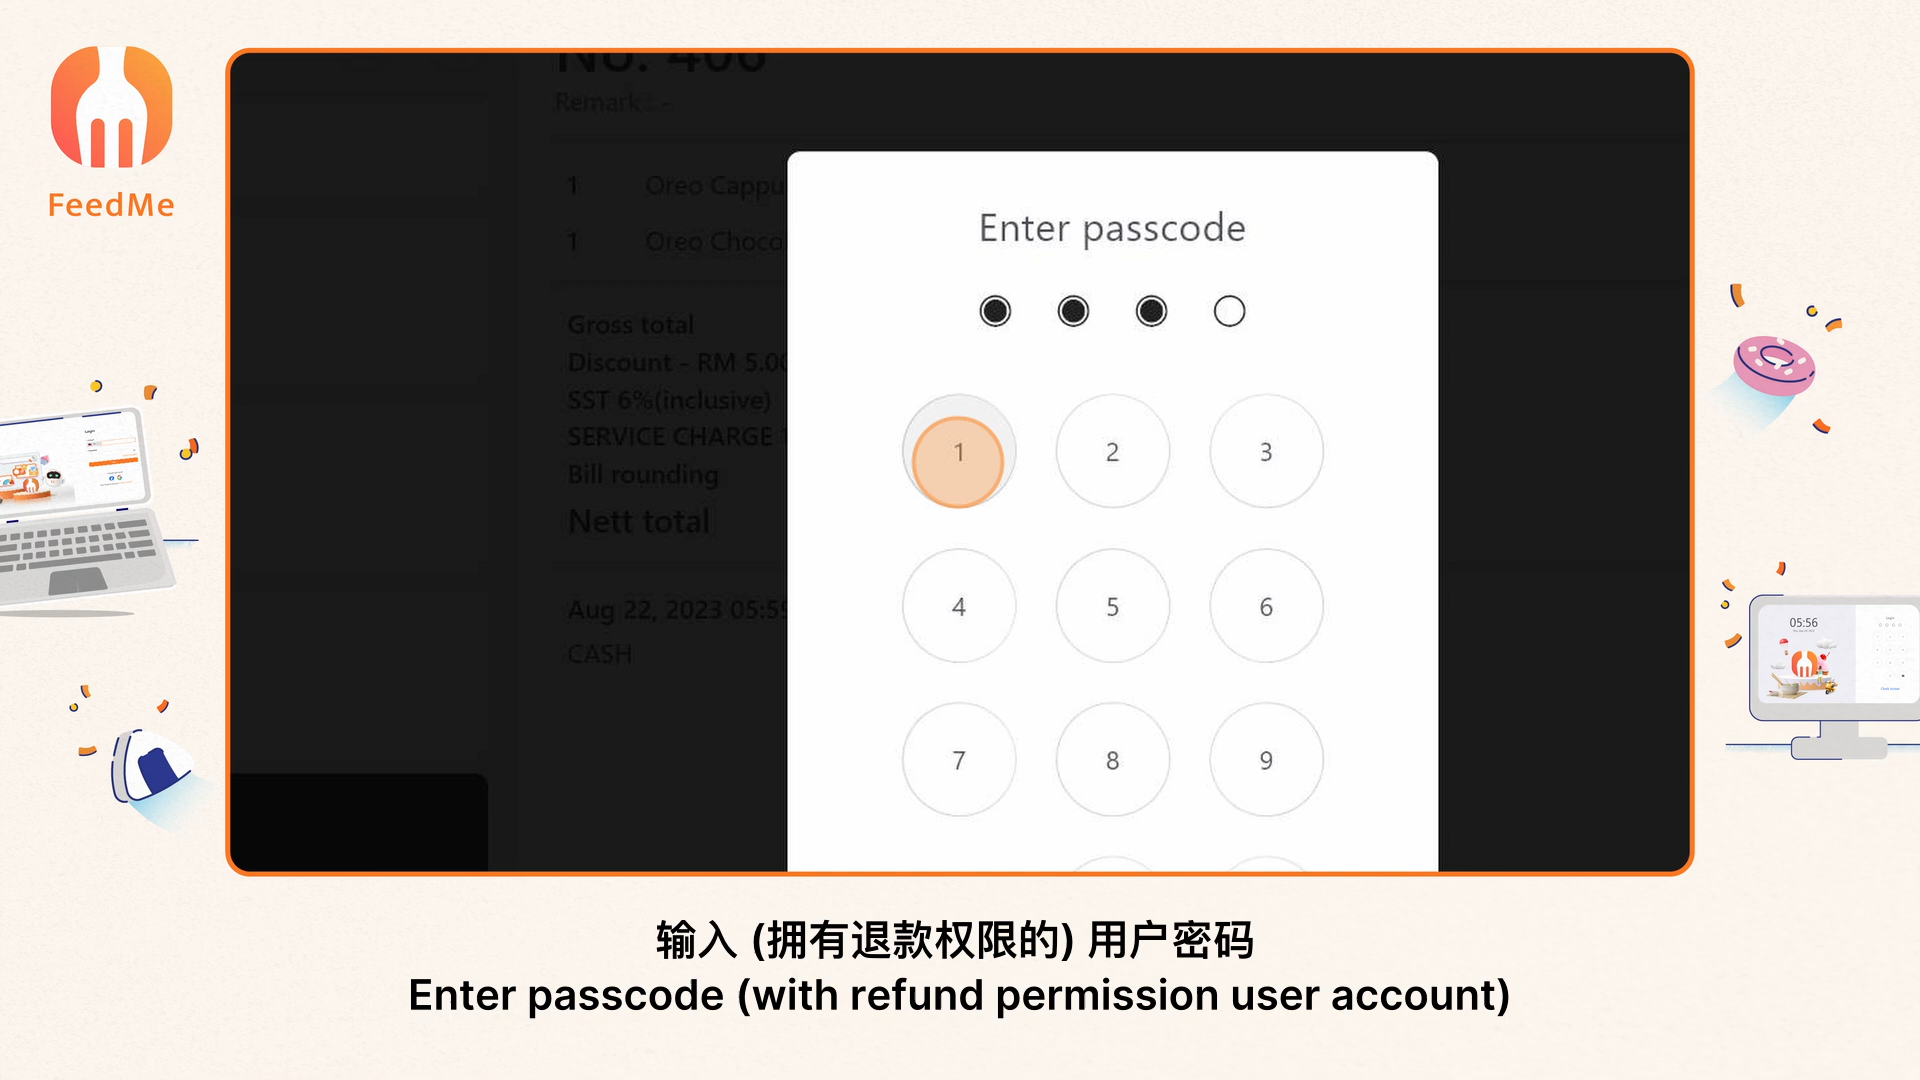 FeedMe
No. 406
Remark : -
1 Oreo Cappu
1 Oreo Choco
Gross total
Discount - RM 5.00
SST 6%(inclusive)
SERVICE CHARGE
Bill rounding
Nett total
Aug 22, 2023 05:59
CASH
Enter passcode
1 2 3
4 5 6
7 8 9
05:56
输入 (拥有退款权限的) 用户密码
Enter passcode (with refund permission user account)